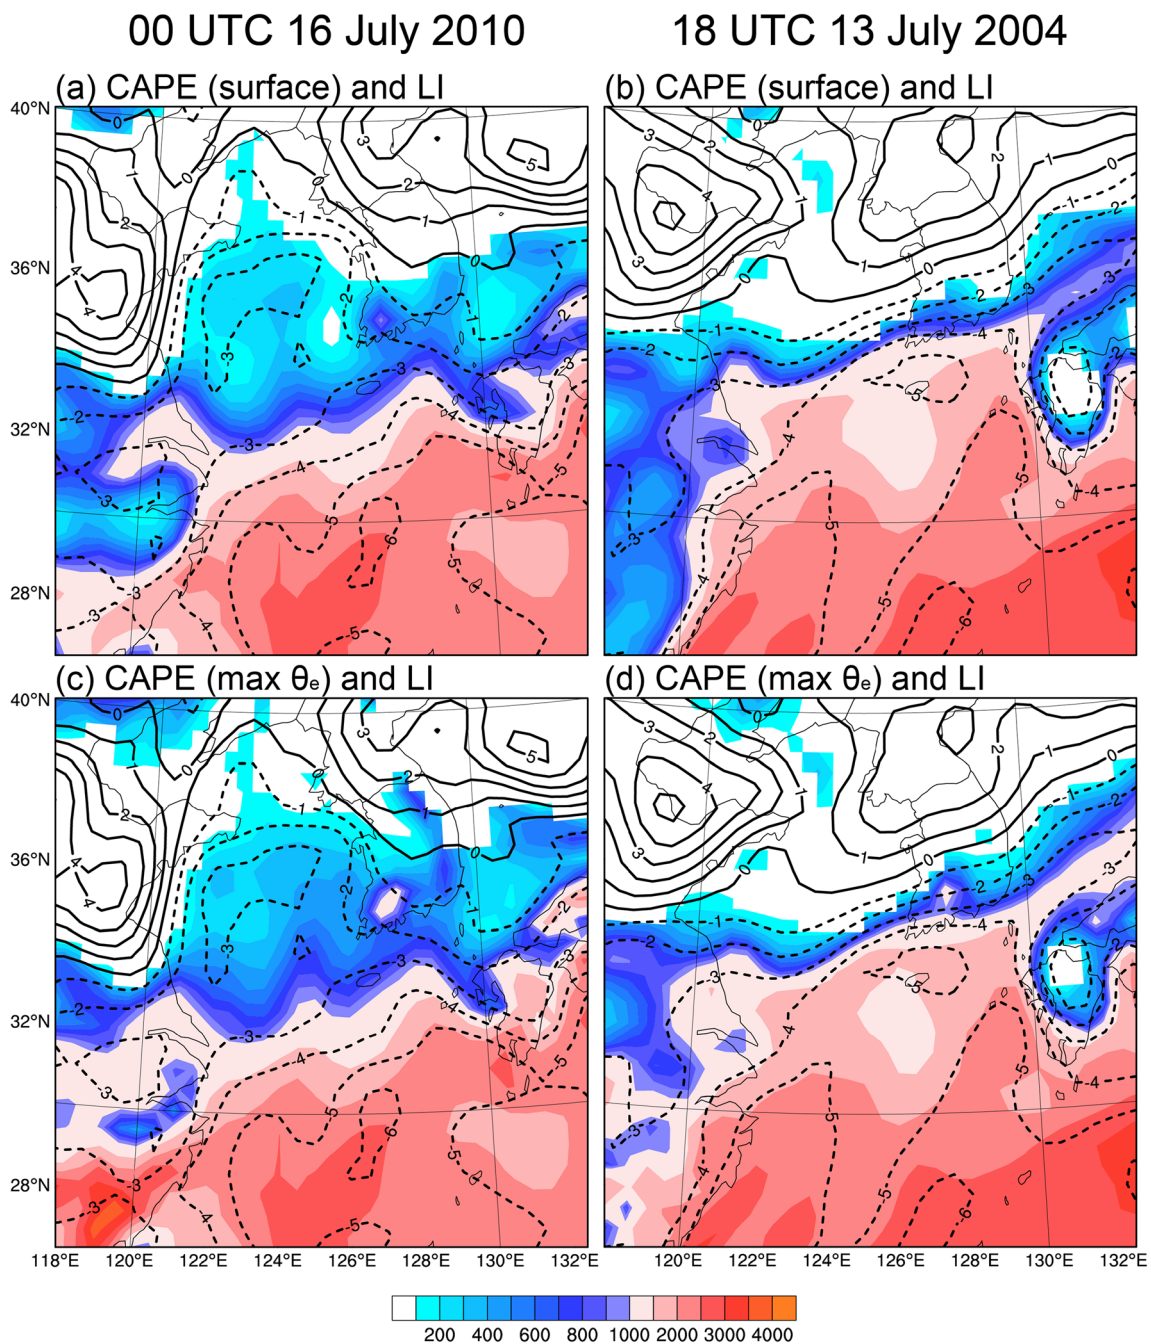 00 UTC 16 July 2010
18 UTC 13 July 2004
(a) CAPE (surface) and LI
(b) CAPE (surface) and LI
40°N
36°N
32°N
28°N
(c) CAPE (max θe) and LI
(d) CAPE (max θe) and LI
40°N
36°N
32°N
28°N
118°E 120°E 122°E 124°E 126°E 128°E 130°E 132°E
120°E 122°E 124°E 126°E 128°E 130°E 132°E
200 400 600 800 1000 2000 3000 4000